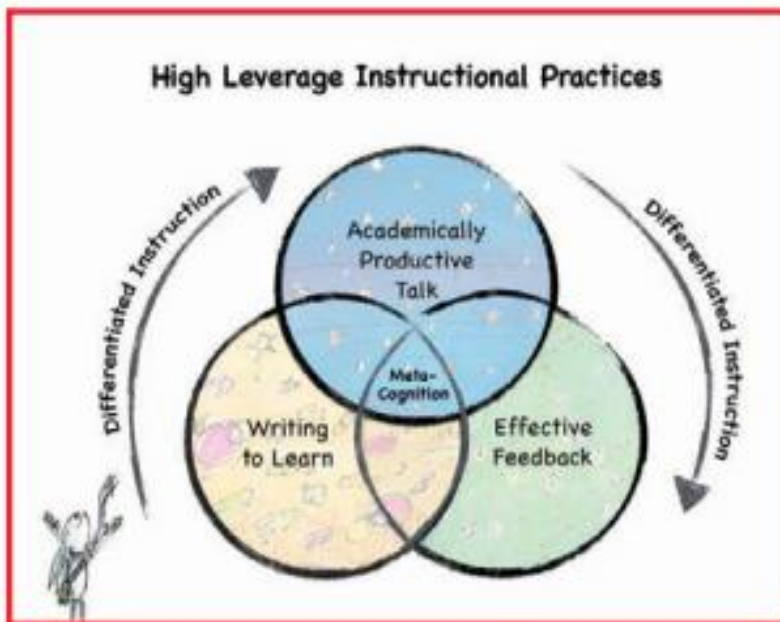 High Leverage Instructional Practices
Differentiated Instruction
Differentiated Instruction
Academically
Productive
Talk
Meta-
Cognition
Writing
to Learn
Effective
Feedback